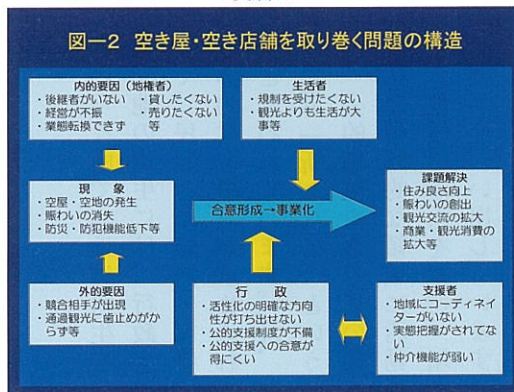 図－2 空き屋・空き店舗を取り巻く問題の構造
内的要因（地権者）
・後継者がいない ・貸したくない
・経営が不振 ・売りたくない
・業態転換できず 等
生活者
・規制を受けたくない
・観光よりも生活が大
事等
現 象
・空屋・空地の発生
・賑わいの消失
・防災・防犯機能低下等
合意形成→事業化
課題解決
・住み良さ向上
・賑わいの創出
・観光交流の拡大
・商業・観光消費の
拡大等
外的要因
・競合相手が出現
・通過観光に歯止めがか
からず等
行 政
・活性化の明確な方向
性が打ち出せない
・公的支援制度が不備
・公的支援への合意が
得にくい
支援者
・地域にコーディネイ
ターがいない
・実態把握がされてな
い
・仲介機能が弱い